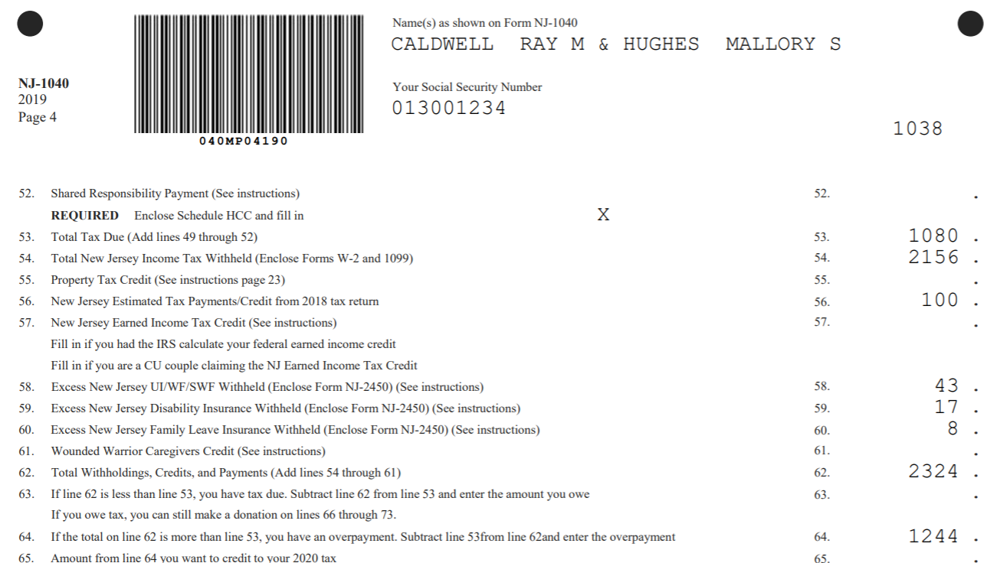 Name(s) as shown on Form NJ-1040
CALDWELL RAY M & HUGHES MALLORY S
NJ-1040
2019
Page 4
Your Social Security Number
013001234
1038
040MP04190
52. Shared Responsibility Payment (See instructions) 52. .
REQUIRED Enclose Schedule HCC and fill in X
53. Total Tax Due (Add lines 49 through 52) 53. 1080 .
54. Total New Jersey Income Tax Withheld (Enclose Forms W-2 and 1099) 54. 2156 .
55. Property Tax Credit (See instructions page 23) 55. .
56. New Jersey Estimated Tax Payments/Credit from 2018 tax return 56. 100 .
57. New Jersey Earned Income Tax Credit (See instructions) 57. .
Fill in if you had the IRS calculate your federal earned income credit
Fill in if you are a CU couple claiming the NJ Earned Income Tax Credit
58. Excess New Jersey UI/WF/SWF Withheld (Enclose Form NJ-2450) (See instructions) 58. 43 .
59. Excess New Jersey Disability Insurance Withheld (Enclose Form NJ-2450) (See instructions) 59. 17 .
60. Excess New Jersey Family Leave Insurance Withheld (Enclose Form NJ-2450) (See instructions) 60. 8 .
61. Wounded Warrior Caregivers Credit (See instructions) 61. .
62. Total Withholdings, Credits, and Payments (Add lines 54 through 61) 62. 2324 .
63. If line 62 is less than line 53, you have tax due. Subtract line 62 from line 53 and enter the amount you owe 63. .
If you owe tax, you can still make a donation on lines 66 through 73.
64. If the total on line 62 is more than line 53, you have an overpayment. Subtract line 53from line 62and enter the overpayment 64. 1244 .
65. Amount from line 64 you want to credit to your 2020 tax 65. .